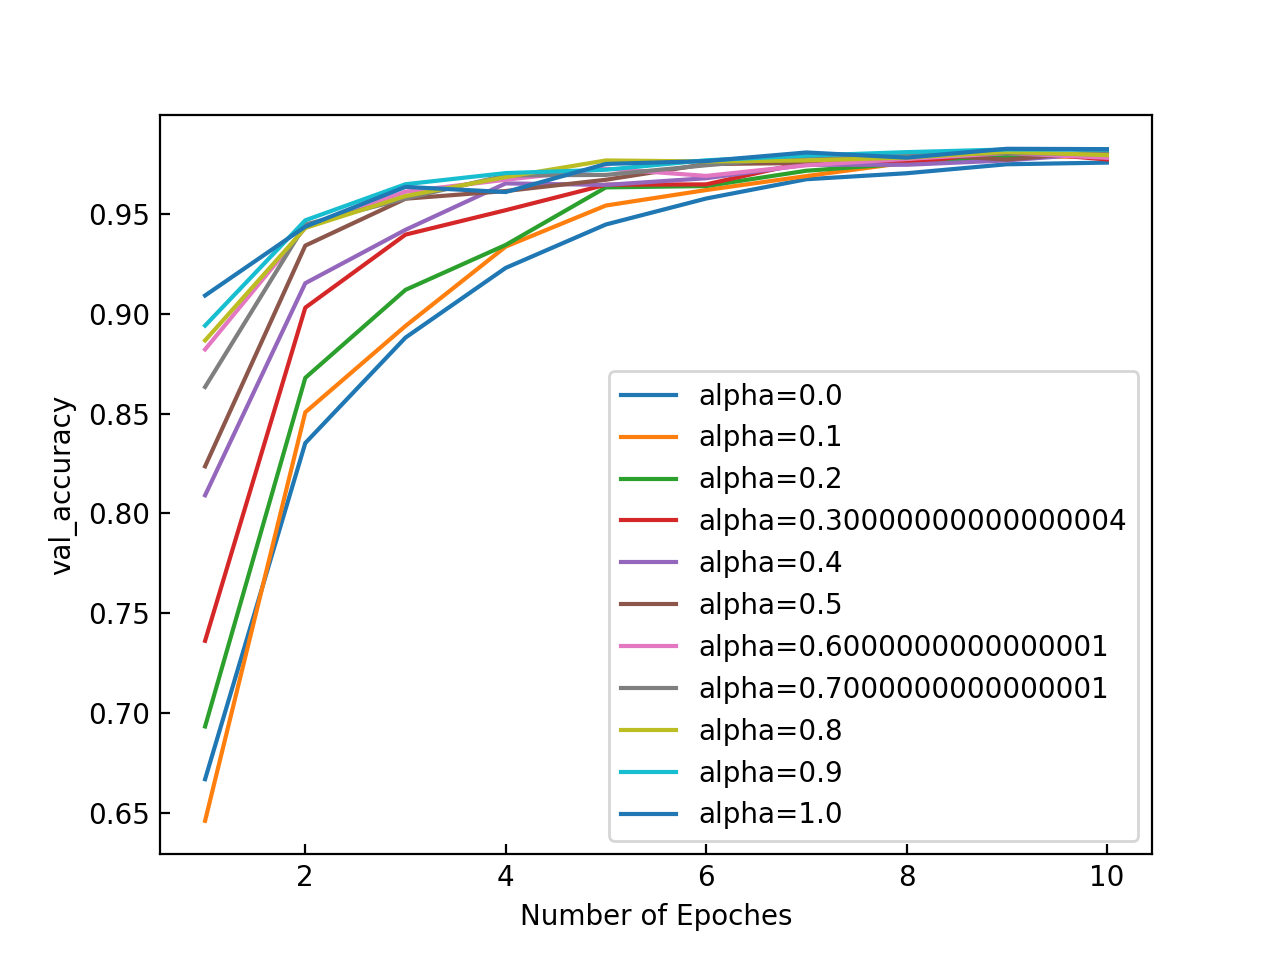 0.95
0.90
0.85
0.80
0.75
0.70
0.65
val_accuracy
alpha=0.0
alpha=0.1
alpha=0.2
alpha=0.30000000000000004
alpha=0.4
alpha=0.5
alpha=0.6000000000000001
alpha=0.7000000000000001
alpha=0.8
alpha=0.9
alpha=1.0
2 4 6 8 10
Number of Epoches